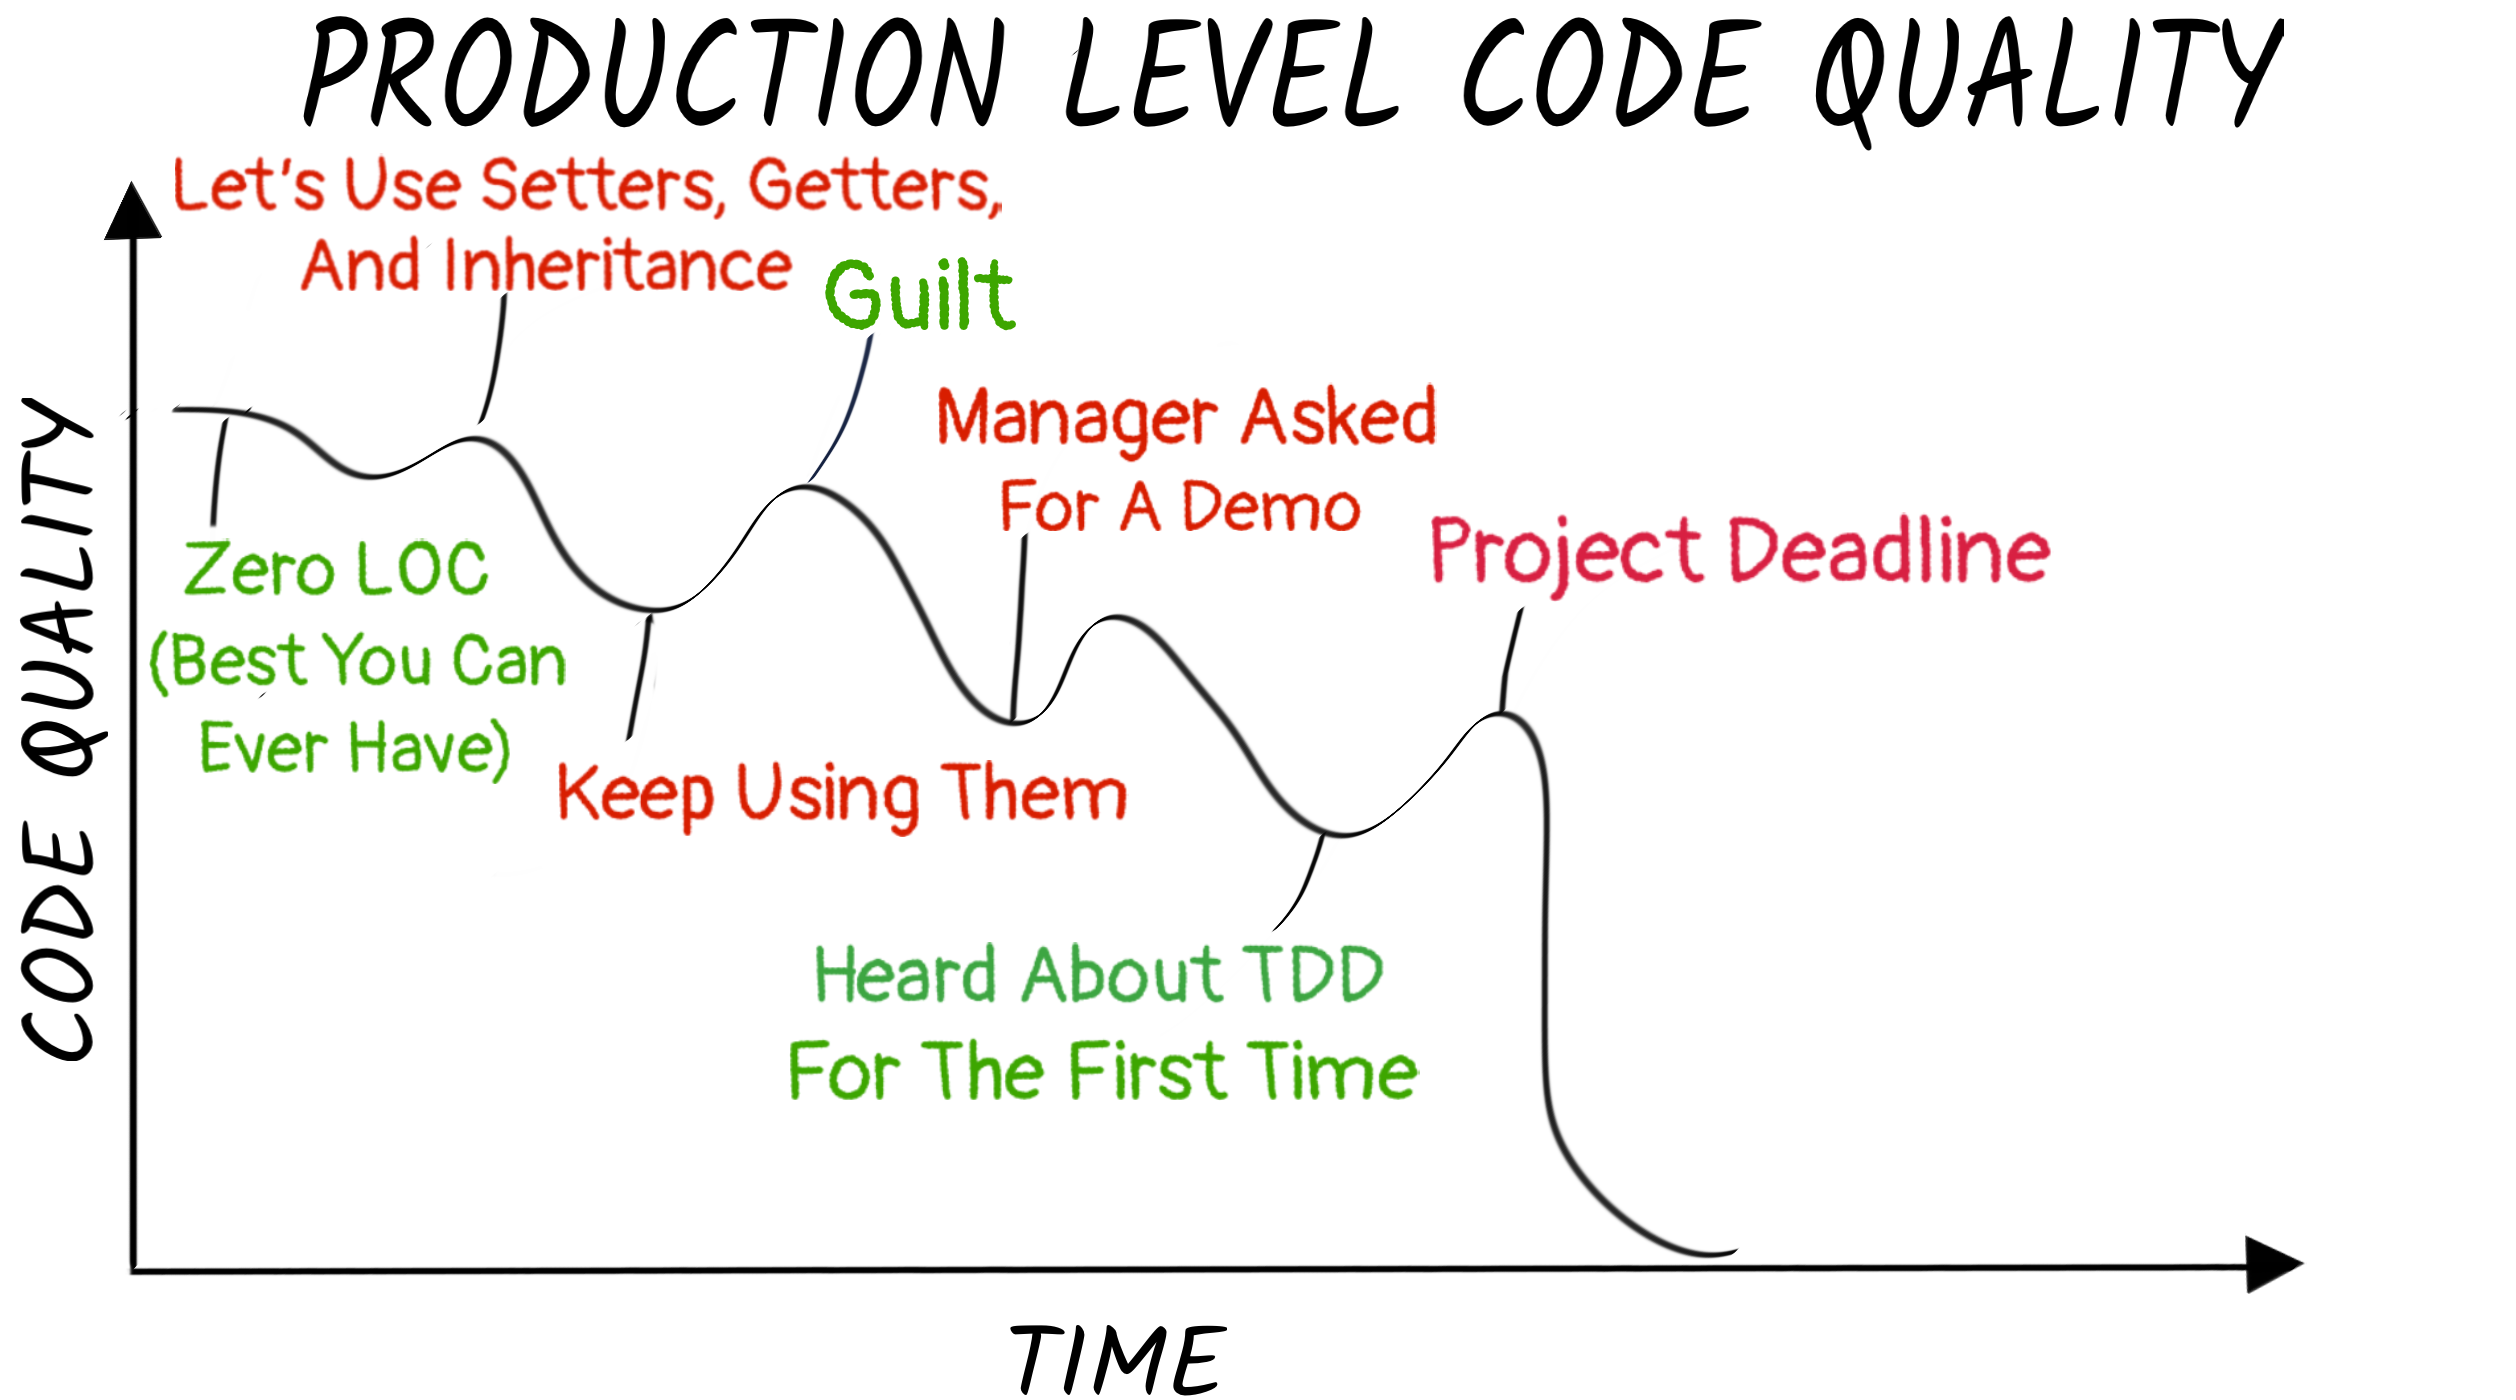 PRODUCTION LEVEL CODE QUALITY
Let's Use Setters, Getters,
And Inheritance
Guilt
Manager Asked
For A Demo
Project Deadline
Zero LOC
(Best You Can
Ever Have)
Keep Using Them
Heard About TDD
For The First Time
CODE QUALITY
TIME